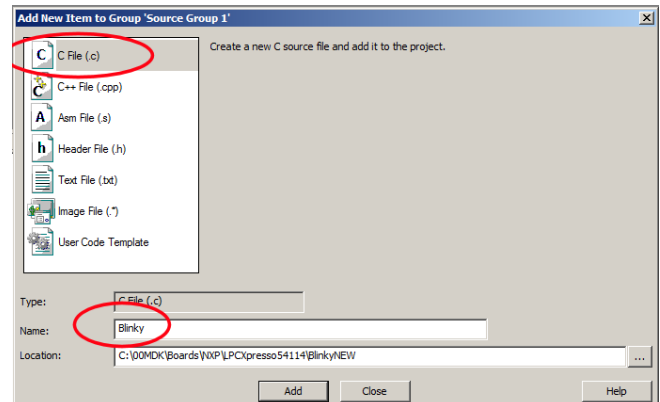 Add New Item to Group 'Source Group 1'
C File (.c)
Create a new C source file and add it to the project.
C++ File (.cpp)
Asm File (.s)
Header File (.h)
Text File (.txt)
Image File (.*)
User Code Template
Type: C File (.c)
Name: Blinky
Location: C:\00MDK\Boards\NXP\LPCXpresso54114\BlinkyNEW ...
Add Close Help